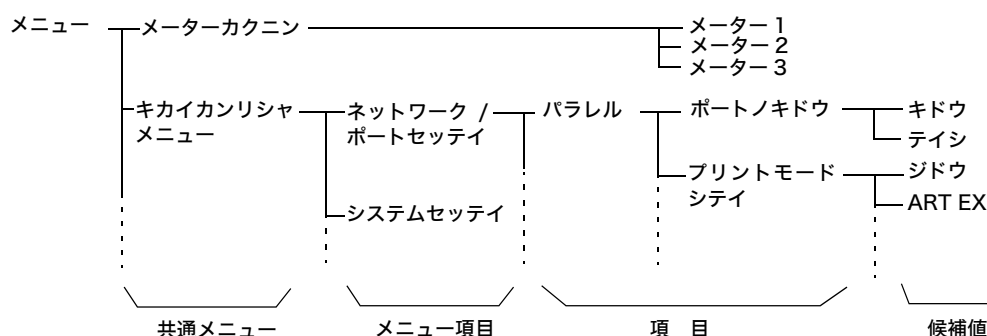 メニュー
メーターカクニン
メーター 1
メーター 2
メーター 3
キカイカンリシャ
メニュー
ネットワーク /
ポートセッテイ
パラレル
ポートノキドウ
キドウ
テイシ
プリントモード
シテイ
ジドウ
ART EX
システムセッテイ
共通メニュー
メニュー項目
項 目
候補値